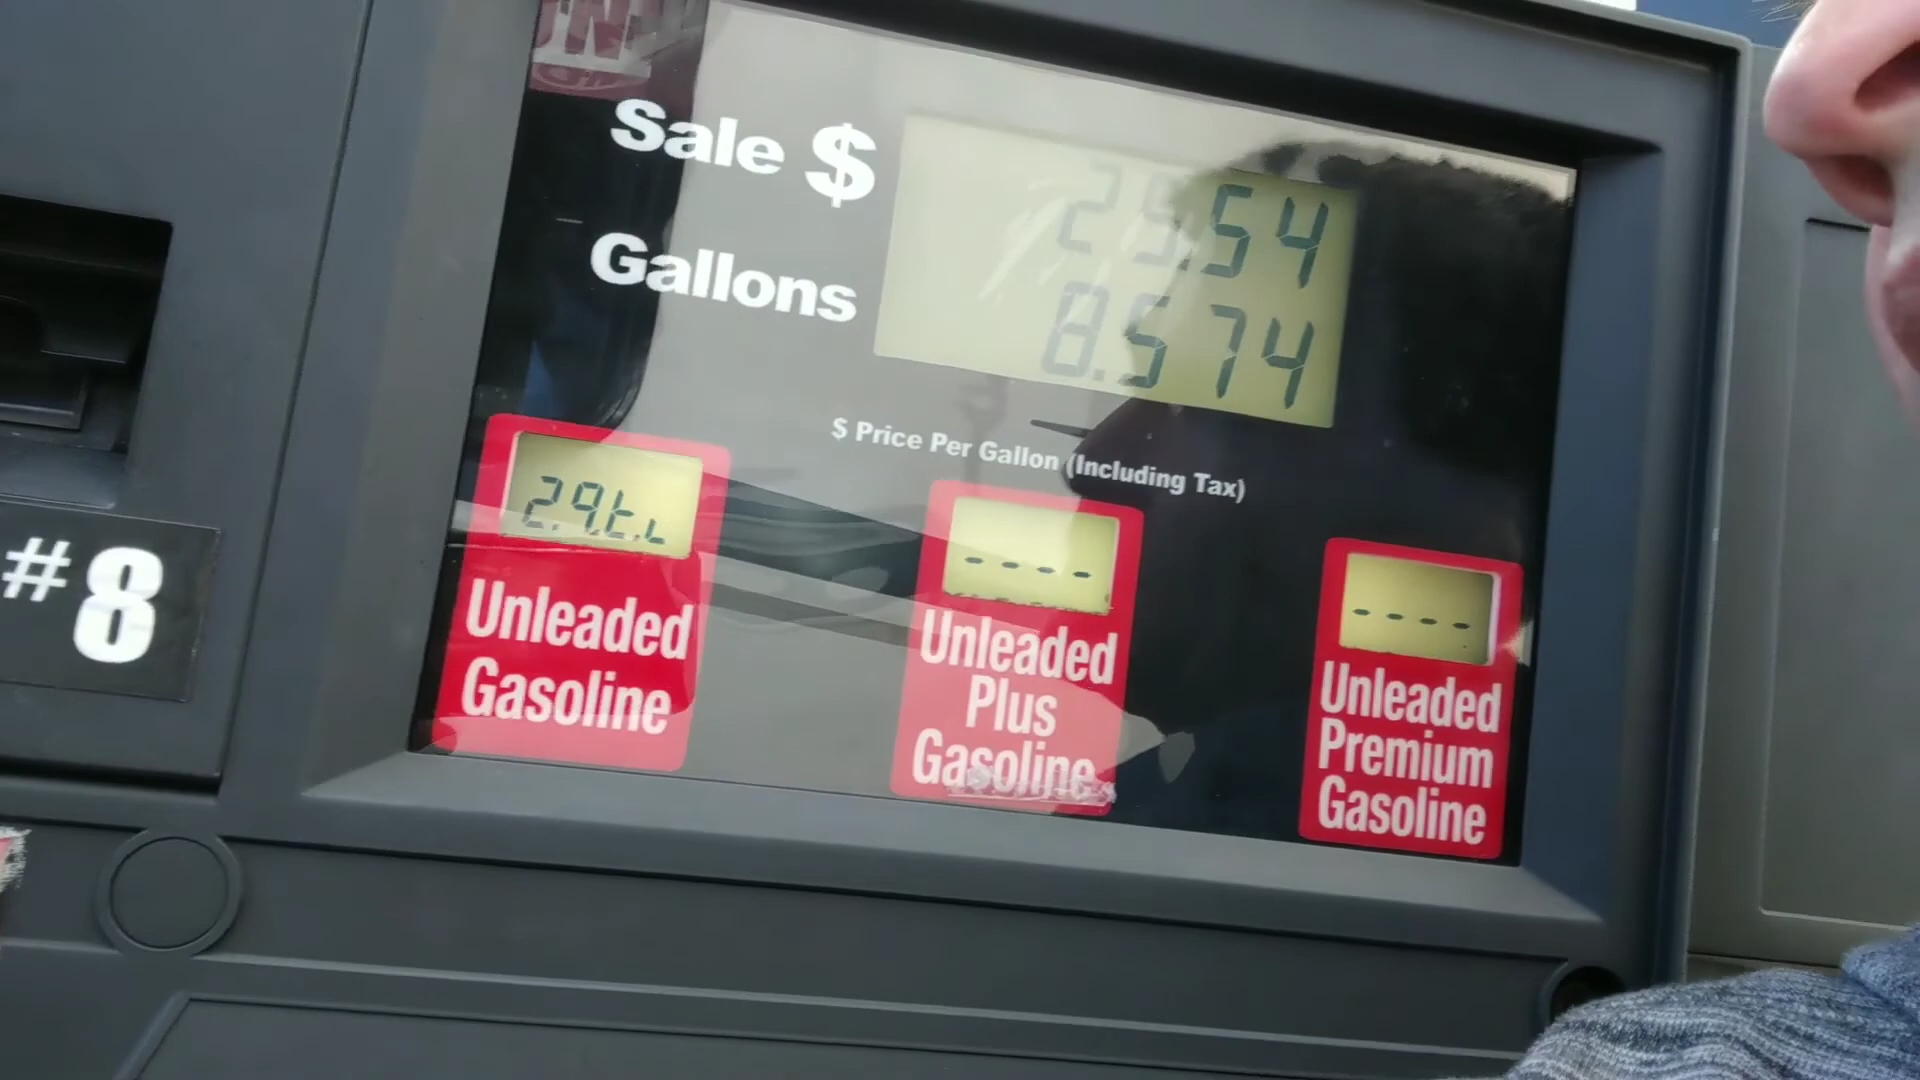 Sale $
25.54
Gallons
8.574
$ Price Per Gallon (Including Tax)
----
----
#8
Unleaded
Gasoline
Unleaded
Plus
Gasoline
Unleaded
Premium
Gasoline